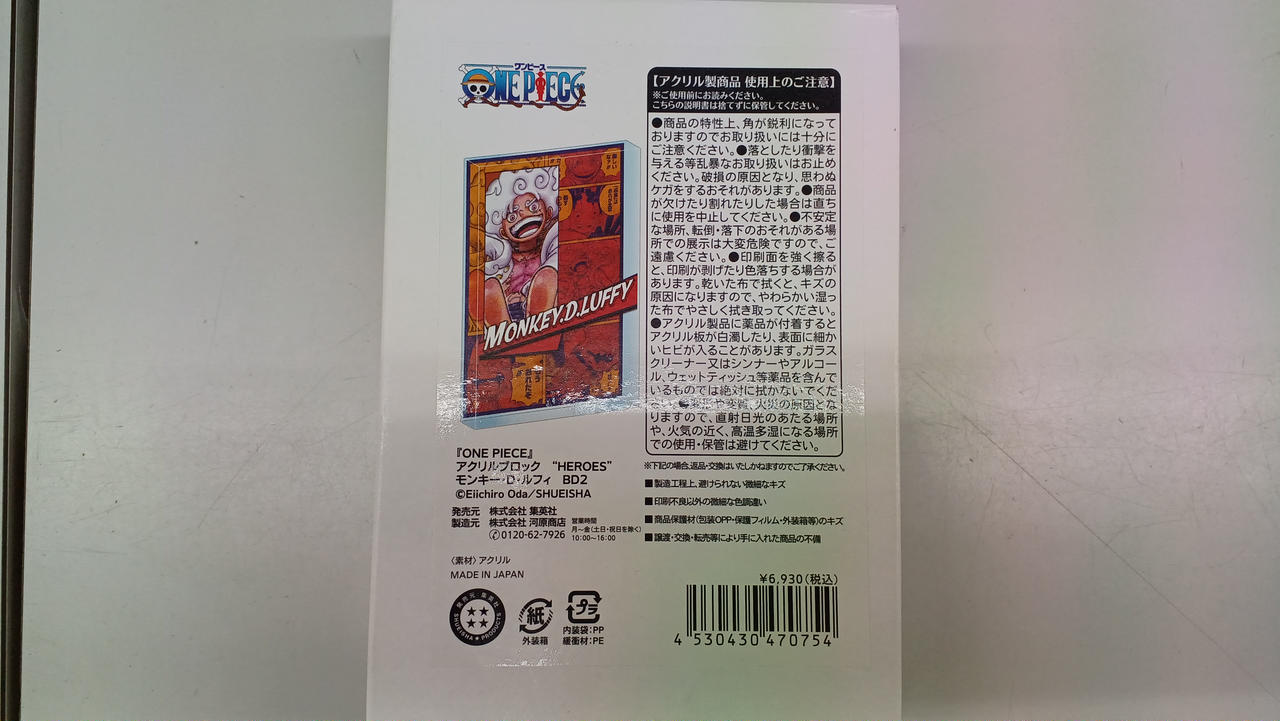 ワンピース
ONE PIECE
MONKEY.D.LUFFY
『ONE PIECE』
アクリルブロック “HEROES”
モンキー・D・ルフィ BD2
©Eiichiro Oda/SHUEISHA
発売元 株式会社 集英社
製造元 株式会社 河原商店
0120-62-7926
営業時間
月～金(土・日・祝日を除く)
10:00～16:00
〈素材〉アクリル
MADE IN JAPAN
発売元:集英社
SHUEISHA★PRODUCTS
紙
外装箱
プラ
内装袋:PP
緩衝材:PE
【アクリル製商品 使用上のご注意】
※ご使用前にお読みください。
こちらの説明書は捨てずに保管してください。
●商品の特性上、角が鋭利になって
おりますのでお取り扱いには十分に
ご注意ください。●落としたり衝撃を
与える等乱暴なお取り扱いはお止め
ください。破損の原因となり、思わぬ
ケガをするおそれがあります。●商品
が欠けたり割れたりした場合は直ち
に使用を中止してください。●不安定
な場所、転倒・落下のおそれがある場
所での展示は大変危険ですので、ご
遠慮ください。●印刷面を強く擦る
と、印刷が剥げたり色落ちする場合が
あります。乾いた布で拭くと、キズの
原因になりますので、やわらかい湿っ
た布でやさしく拭き取ってください。
●アクリル製品に薬品が付着すると
アクリル板が白濁したり、表面に細か
いヒビが入ることがあります。ガラス
クリーナー又はシンナーやアルコー
ル、ウェットティッシュ等薬品を含んで
いるものでは絶対に拭かないでくだ
火災の原因とな
りますので、直射日光のあたる場所
や、火気の近く、高温多湿になる場所
での使用・保管は避けてください。
※下記の場合、返品・交換はいたしかねますのでご了承ください。
■製造工程上、避けられない微細なキズ
■印刷不良以外の微細な色調違い
■商品保護材(包装OPP・保護フィルム・外装箱等)のキズ
■譲渡・交換・転売等により手に入れた商品の不備
¥6,930(税込)
4 530430 470754